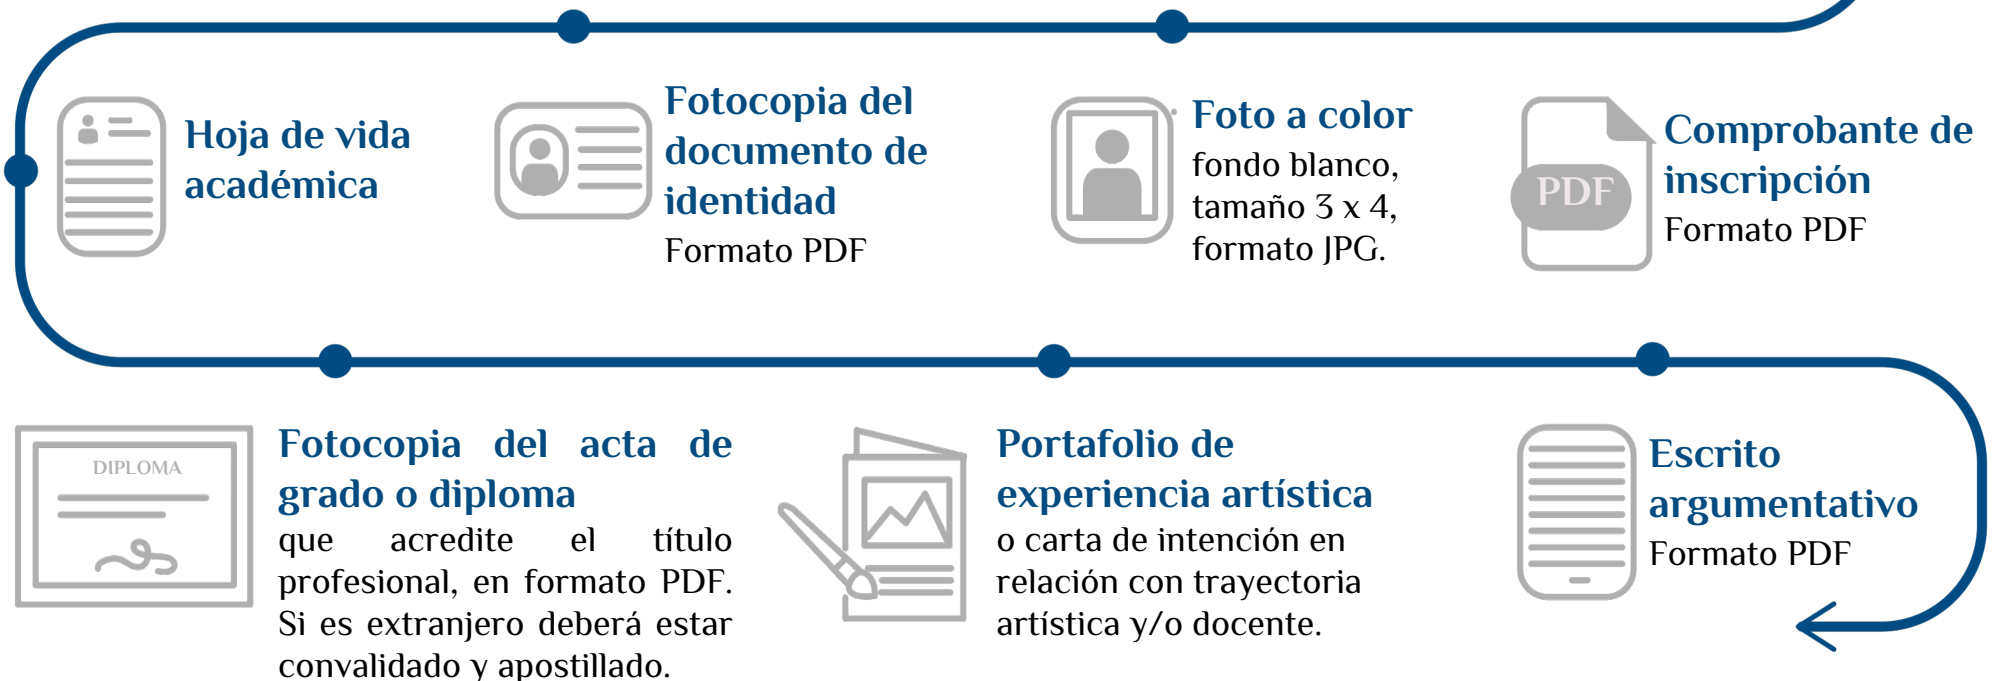 Hoja de vida
académica
Fotocopia del
documento de
identidad
Formato PDF
Foto a color
fondo blanco,
tamaño 3 x 4,
formato JPG.
PDF
Comprobante de
inscripción
Formato PDF
DIPLOMA
Fotocopia del acta de
grado o diploma
que acredite el título
profesional, en formato PDF.
Si es extranjero deberá estar
convalidado y apostillado.
Portafolio de
experiencia artística
o carta de intención en
relación con trayectoria
artística y/o docente.
Escrito
argumentativo
Formato PDF